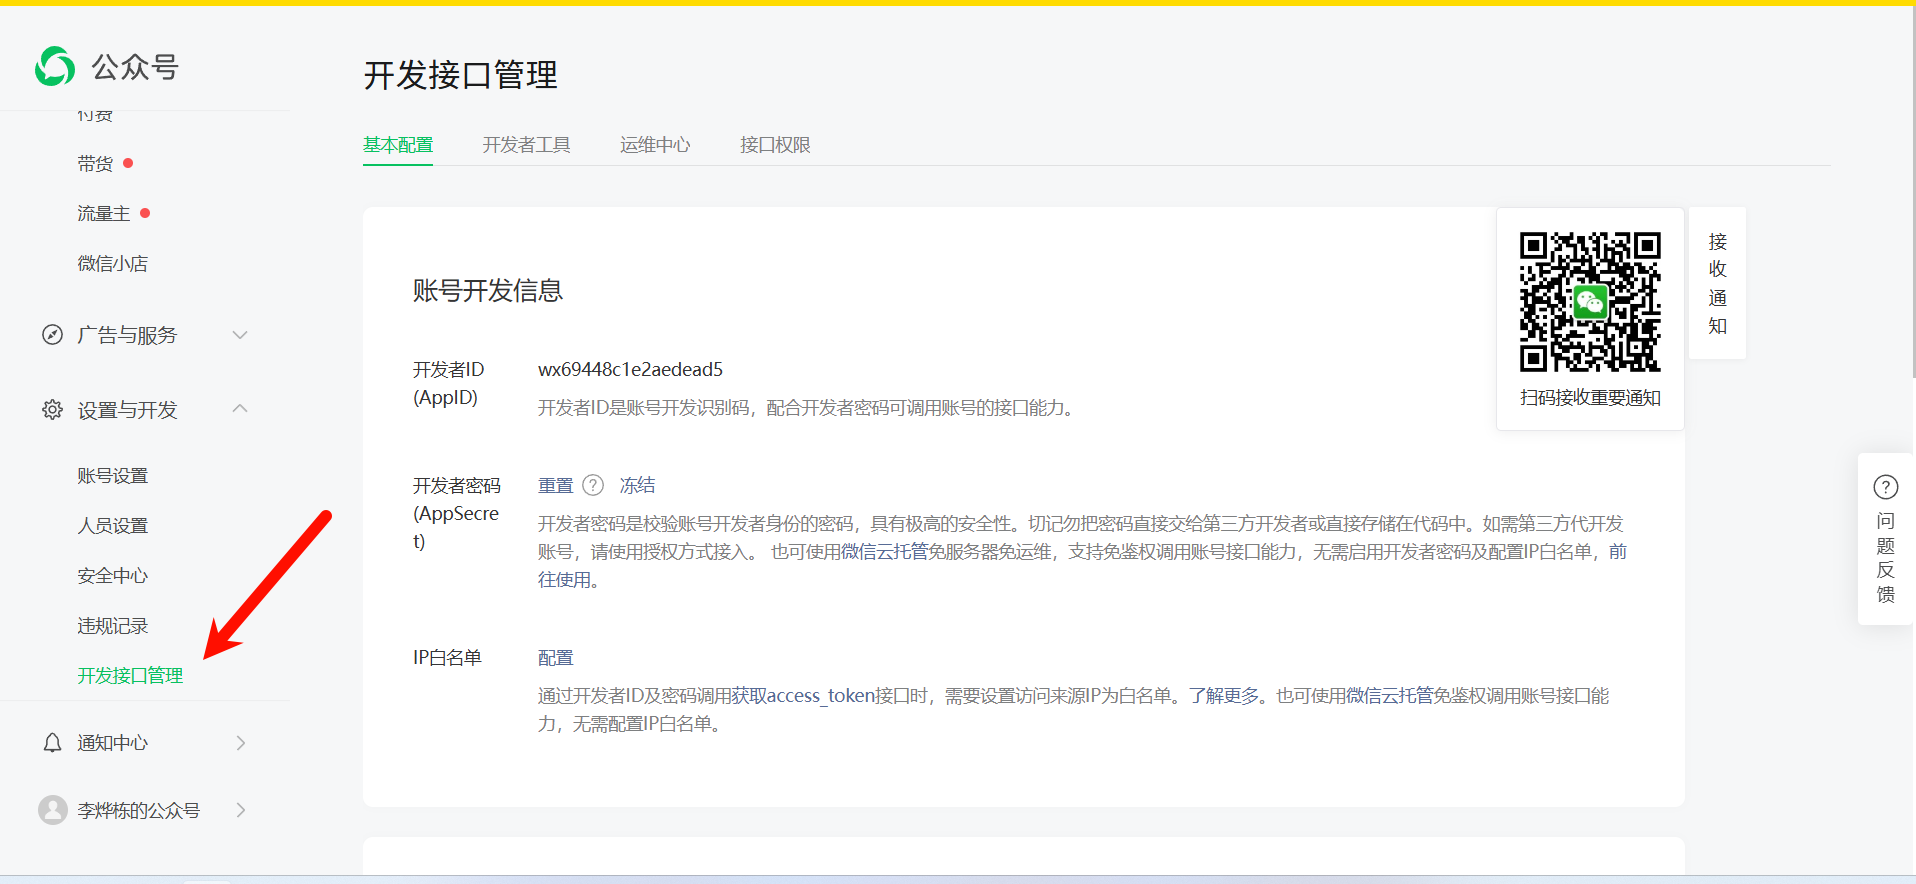 公众号
付费
带货
流量主
微信小店
广告与服务
设置与开发
账号设置
人员设置
安全中心
违规记录
开发接口管理
通知中心
李烨栋的公众号
开发接口管理
基本配置 开发者工具 运维中心 接口权限
账号开发信息
开发者ID
(AppID)
wx69448c1e2aedead5
开发者ID是账号开发识别码，配合开发者密码可调用账号的接口能力。
开发者密码
(AppSecre
t)
重置 ? 冻结
开发者密码是校验账号开发者身份的密码，具有极高的安全性。切记勿把密码直接交给第三方开发者或直接存储在代码中。如需第三方代开发
账号，请使用授权方式接入。 也可使用微信云托管免服务器免运维，支持免鉴权调用账号接口能力，无需启用开发者密码及配置IP白名单，前
往使用。
IP白名单
配置
通过开发者ID及密码调用获取access_token接口时，需要设置访问来源IP为白名单。了解更多。也可使用微信云托管免鉴权调用账号接口能
力，无需配置IP白名单。
扫码接收重要通知
接
收
通
知
?
问
题
反
馈